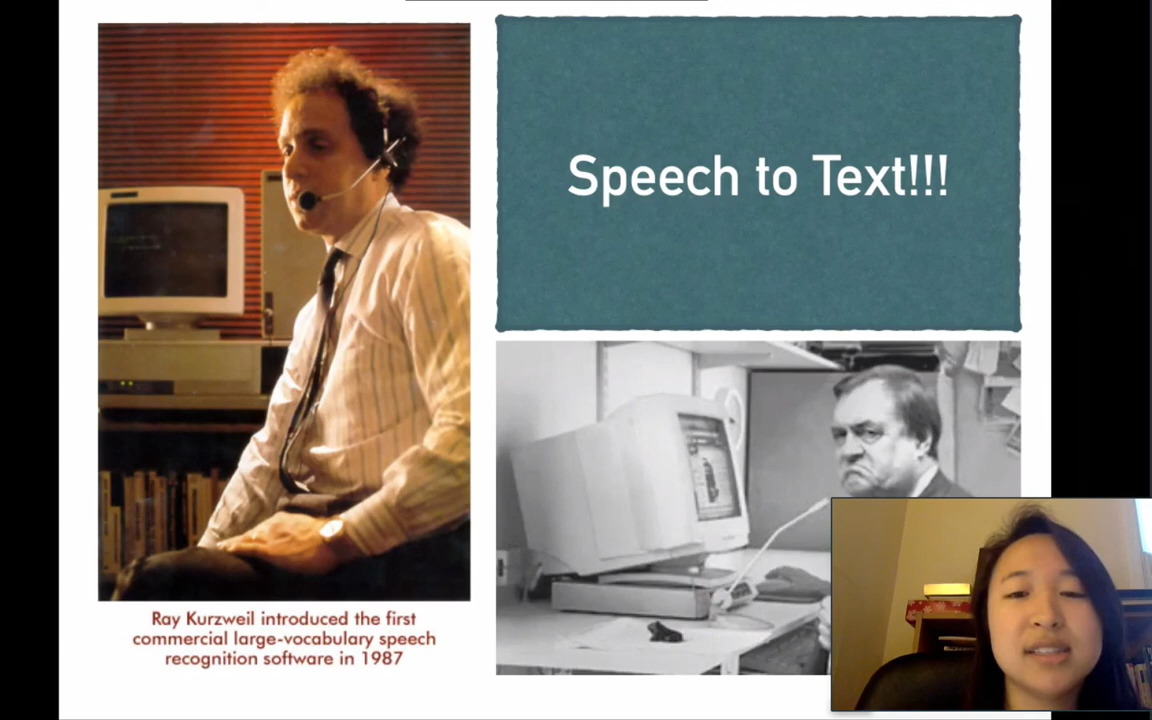 Speech to Text!!!
Ray Kurzweil introduced the first
commercial large-vocabulary speech
recognition software in 1987